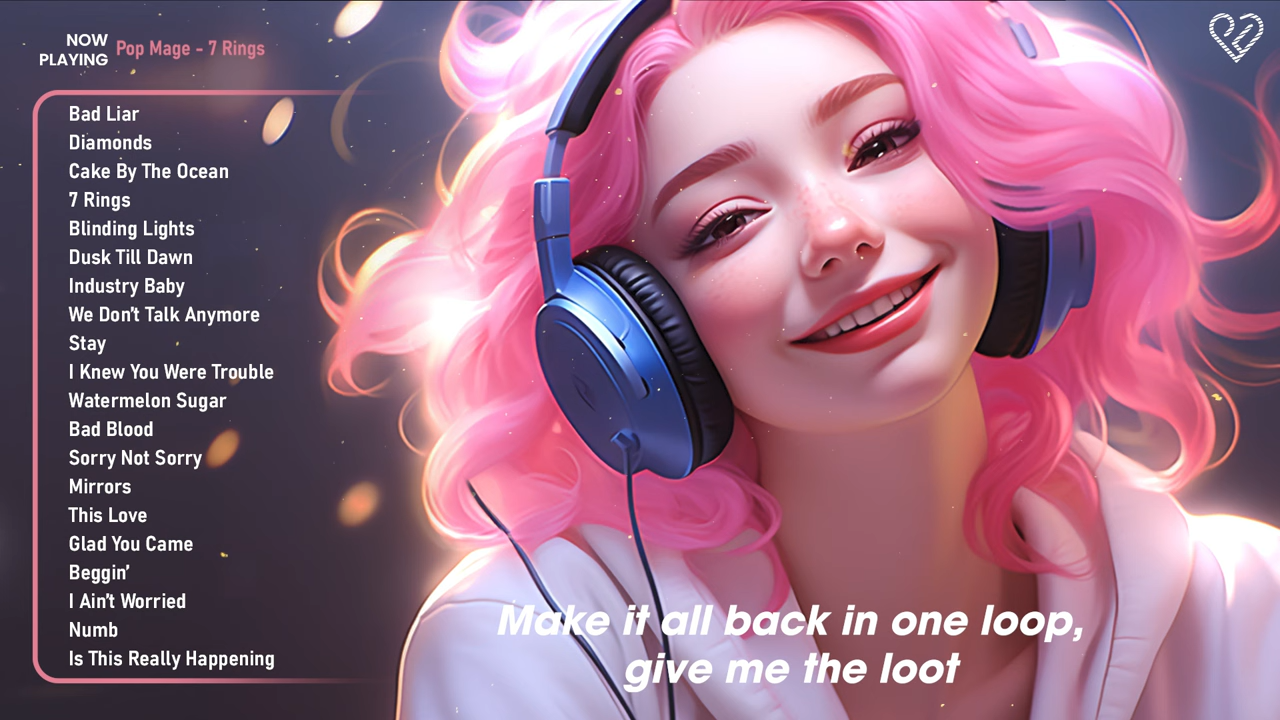 NOW
PLAYING
Pop Mage - 7 Rings
Bad Liar
Diamonds
Cake By The Ocean
7 Rings
Blinding Lights
Dusk Till Dawn
Industry Baby
We Don't Talk Anymore
Stay
I Knew You Were Trouble
Watermelon Sugar
Bad Blood
Sorry Not Sorry
Mirrors
This Love
Glad You Came
Beggin'
I Ain't Worried
Numb
Is This Really Happening
Make it all back in one loop,
give me the loot